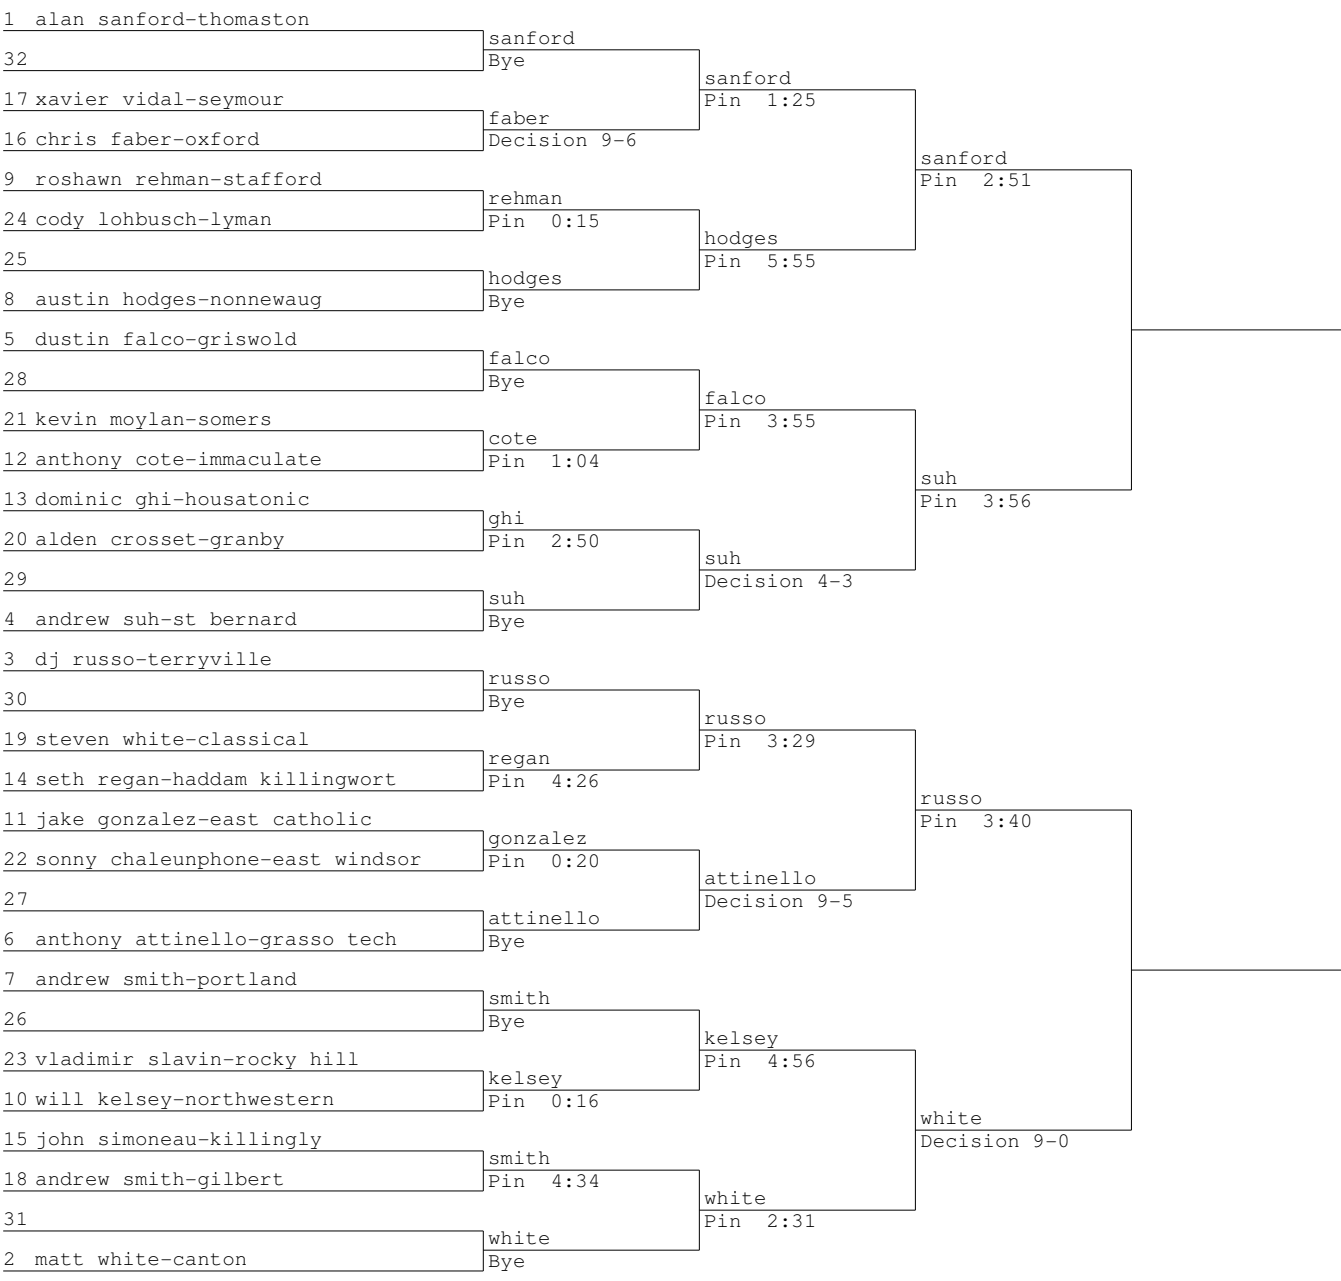 1 alan sanford-thomaston
sanford
32
Bye
sanford
17 xavier vidal-seymour
Pin 1:25
faber
16 chris faber-oxford
Decision 9-6
sanford
9 roshawn rehman-stafford
Pin 2:51
rehman
24 cody lohbusch-lyman
Pin 0:15
hodges
25
Pin 5:55
hodges
8 austin hodges-nonnewaug
Bye
5 dustin falco-griswold
falco
28
Bye
falco
21 kevin moylan-somers
Pin 3:55
cote
12 anthony cote-immaculate
Pin 1:04
suh
13 dominic ghi-housatonic
Pin 3:56
ghi
20 alden crosset-granby
Pin 2:50
suh
29
Decision 4-3
suh
4 andrew suh-st bernard
Bye
3 dj russo-terryville
russo
30
Bye
russo
19 steven white-classical
Pin 3:29
regan
14 seth regan-haddam killingwort
Pin 4:26
russo
11 jake gonzalez-east catholic
Pin 3:40
gonzalez
22 sonny chaleunphone-east windsor
Pin 0:20
attinello
27
Decision 9-5
attinello
6 anthony attinello-grasso tech
Bye
7 andrew smith-portland
smith
26
Bye
kelsey
23 vladimir slavin-rocky hill
Pin 4:56
kelsey
10 will kelsey-northwestern
Pin 0:16
white
15 john simoneau-killingly
Decision 9-0
smith
18 andrew smith-gilbert
Pin 4:34
white
31
Pin 2:31
white
2 matt white-canton
Bye